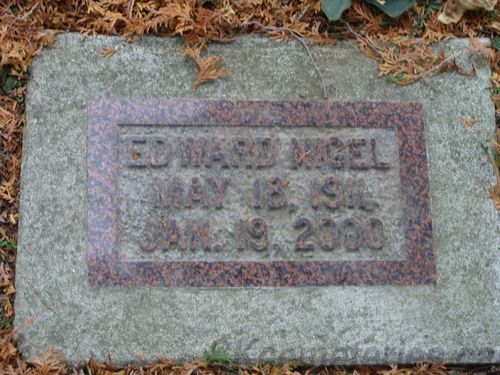 EDWARD NIGEL
MAY 18, 1911,
JAN. 19, 2000